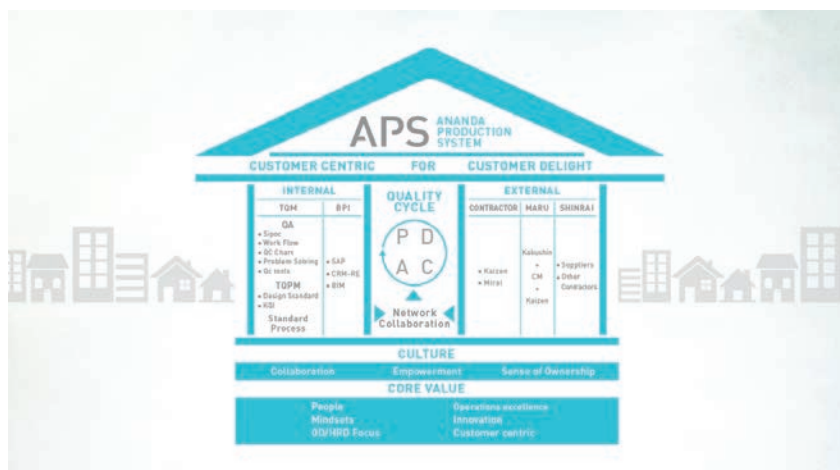 APS ANANDA
PRODUCTION
SYSTEM
CUSTOMER CENTRIC FOR CUSTOMER DELIGHT
INTERNAL
TQM BPI
QA
• Sipoc
• Work Flow
• QC Chart
• Problem Solving
• Qc tools
TQPM
• Design Standard
• KDI
Standard
Process
• SAP
• CRM-RE
• BIM
QUALITY
CYCLE
P D
A C
Network
Collaboration
EXTERNAL
CONTRACTOR MARU SHINRAI
• Kaizen
• Mirai
Kakushin
+
CM
+
Kaizen
• Suppliers
• Other
Contractors
CULTURE
Collaboration Empowerment Sense of Ownership
CORE VALUE
People Operations excellence
Mindsets Innovation
OD/HRD Focus Customer centric